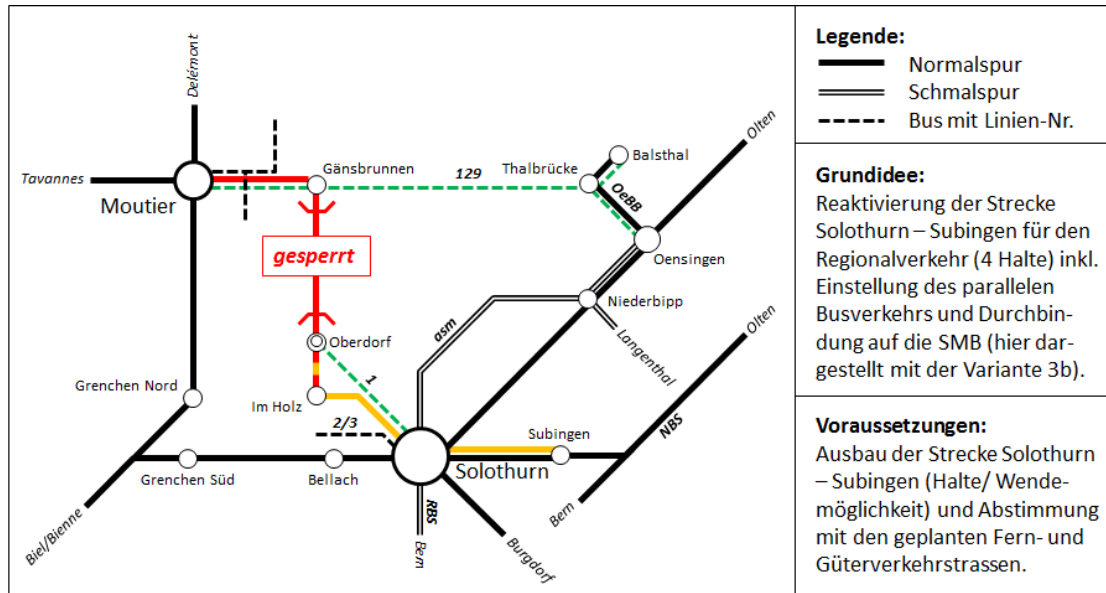 Delémont
Tavannes
Moutier
Gänsbrunnen
129
Thalbrücke
Balsthal
OeBB
Olten
Oensingen
gesperrt
Niederbipp
asm
Langenthal
Oberdorf
1
Grenchen Nord
Im Holz
2/3
Olten
NBS
Subingen
Solothurn
Grenchen Süd
Bellach
RBS
Bern
Biel/Bienne
Bern
Burgdorf
Legende:
Normalspur
Schmalspur
Bus mit Linien-Nr.
Grundidee:
Reaktivierung der Strecke
Solothurn – Subingen für den
Regionalverkehr (4 Halte) inkl.
Einstellung des parallelen
Busverkehrs und Durchbin-
dung auf die SMB (hier dar-
gestellt mit der Variante 3b).
Voraussetzungen:
Ausbau der Strecke Solothurn
– Subingen (Halte/ Wende-
möglichkeit) und Abstimmung
mit den geplanten Fern- und
Güterverkehrstrassen.